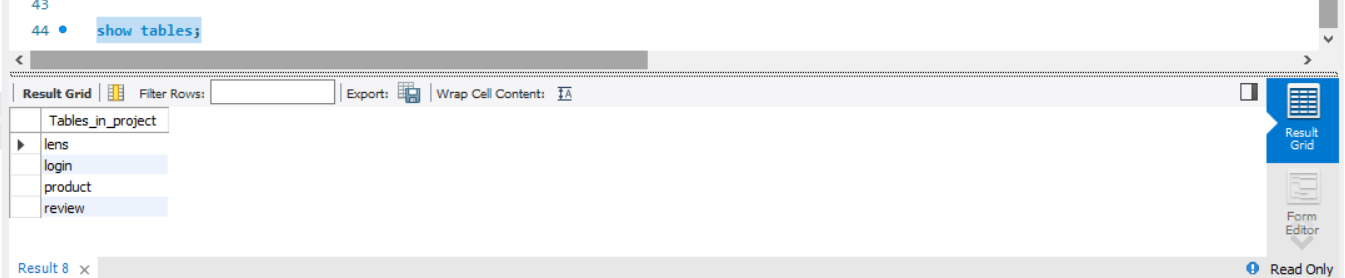 43
44 show tables;
Result Grid Filter Rows: Export: Wrap Cell Content: IA
Tables_in_project
lens
login
product
review
Result
Grid
Form
Editor
Result 8 × Read Only